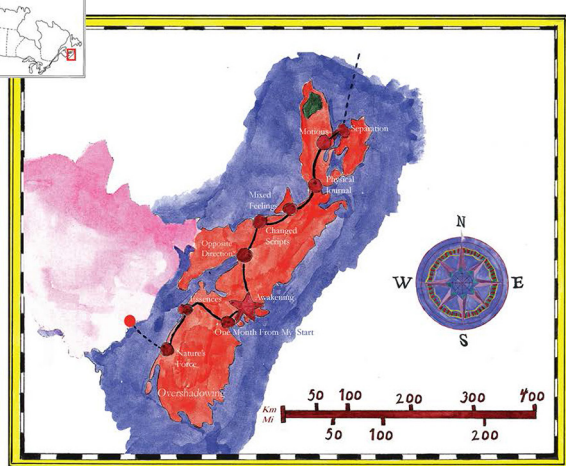 Motions
Separation
Physical
Journal
Mixed
Feelings
Changed
Scripts
Opposite
Direction?
Essences
Awakening
One Month From My Start
Nature's
Force
Overshadowing
N
W
E
S
Km
50 100 200 300 400
Mi
50 100 200